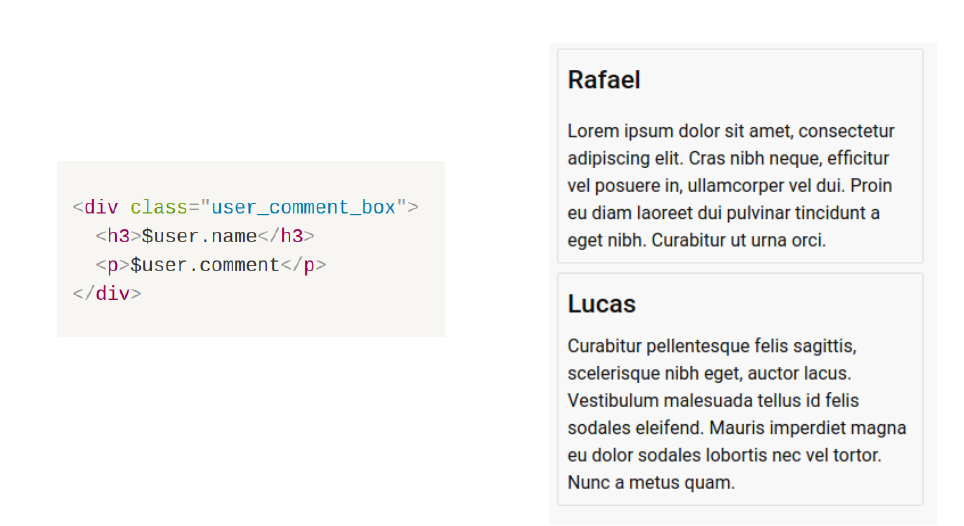 <div class="user_comment_box">
<h3>$user.name</h3>
<p>$user.comment</p>
</div>
Rafael
Lorem ipsum dolor sit amet, consectetur
adipiscing elit. Cras nibh neque, efficitur
vel posuere in, ullamcorper vel dui. Proin
eu diam laoreet dui pulvinar tincidunt a
eget nibh. Curabitur ut urna orci.
Lucas
Curabitur pellentesque felis sagittis,
scelerisque nibh eget, auctor lacus.
Vestibulum malesuada tellus id felis
sodales eleifend. Mauris imperdiet magna
eu dolor sodales lobortis nec vel tortor.
Nunc a metus quam.